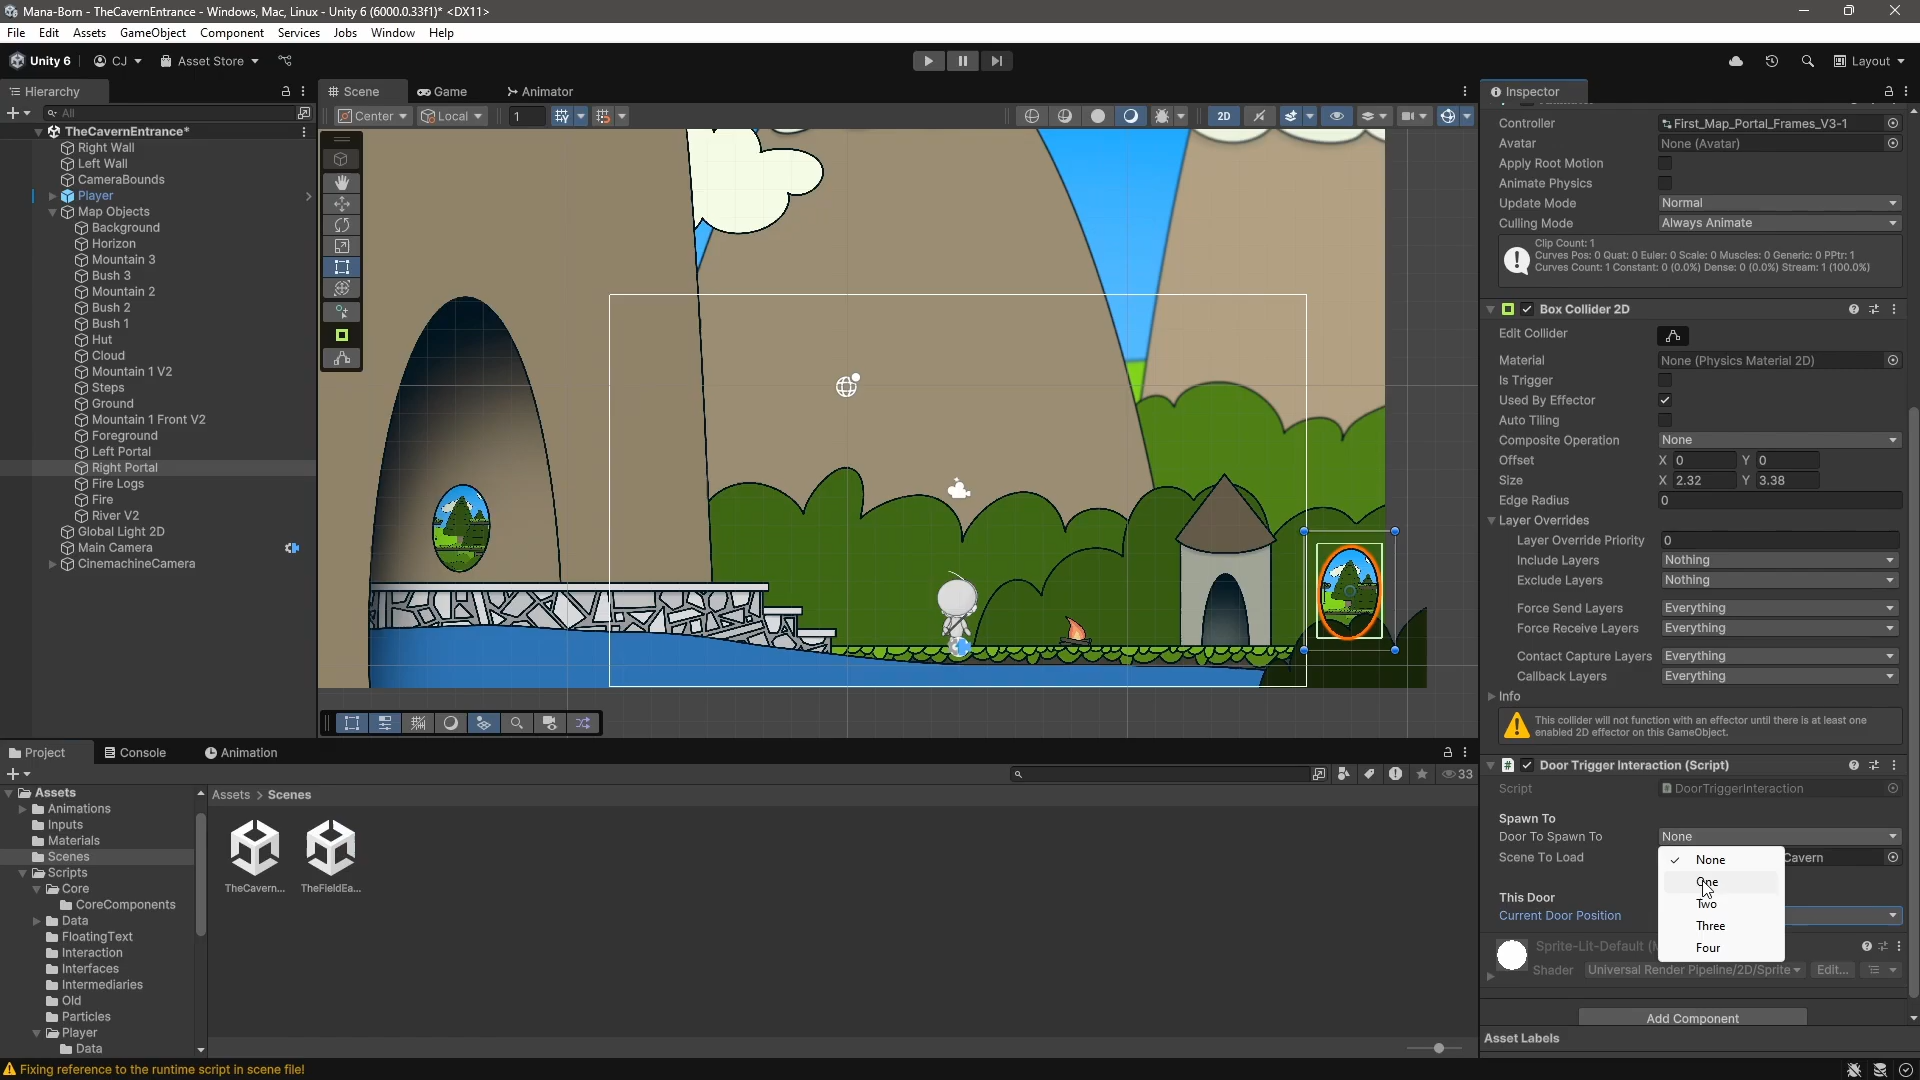 Mana-Born - TheCavernEntrance - Windows, Mac, Linux - Unity 6 (6000.0.33f1)* <DX11>
File Edit Assets GameObject Component Services Jobs Window Help
Unity 6 CJ Asset Store Layout
Hierarchy
All
TheCavernEntrance*
Right Wall
Left Wall
CameraBounds
Player
Map Objects
Background
Horizon
Mountain 3
Bush 3
Mountain 2
Bush 2
Bush 1
Hut
Cloud
Mountain 1 V2
Steps
Ground
Mountain 1 Front V2
Foreground
Left Portal
Right Portal
Fire Logs
Fire
River V2
Global Light 2D
Main Camera
CinemachineCamera
Scene Game Animator
Center Local 1 2D
Inspector
Controller First_Map_Portal_Frames_V3-1
Avatar None (Avatar)
Apply Root Motion
Animate Physics
Update Mode Normal
Culling Mode Always Animate
Clip Count: 1
Curves Pos: 0 Quat: 0 Euler: 0 Scale: 0 Muscles: 0 Generic: 0 PPtr: 1
Curves Count: 1 Constant: 0 (0.0%) Dense: 0 (0.0%) Stream: 1 (100.0%)
Box Collider 2D
Edit Collider
Material None (Physics Material 2D)
Is Trigger
Used By Effector
Auto Tiling
Composite Operation None
Offset X 0 Y 0
Size X 2.32 Y 3.38
Edge Radius 0
Layer Overrides
Layer Override Priority 0
Include Layers Nothing
Exclude Layers Nothing
Force Send Layers Everything
Force Receive Layers Everything
Contact Capture Layers Everything
Callback Layers Everything
Info
This collider will not function with an effector until there is at least one
enabled 2D effector on this GameObject.
Door Trigger Interaction (Script)
Script DoorTriggerInteraction
Spawn To
Door To Spawn To None
Scene To Load Cavern
None
One
Two
Three
Four
This Door
Current Door Position
Sprite-Lit-Default (
Shader Universal Render Pipeline/2D/Sprite Edit...
Add Component
Asset Labels
Project Console Animation
33
Assets
Animations
Inputs
Materials
Scenes
Scripts
Core
CoreComponents
Data
FloatingText
Interaction
Interfaces
Intermediaries
Old
Particles
Player
Data
Assets > Scenes
TheCavern... TheFieldEa...
Fixing reference to the runtime script in scene file!